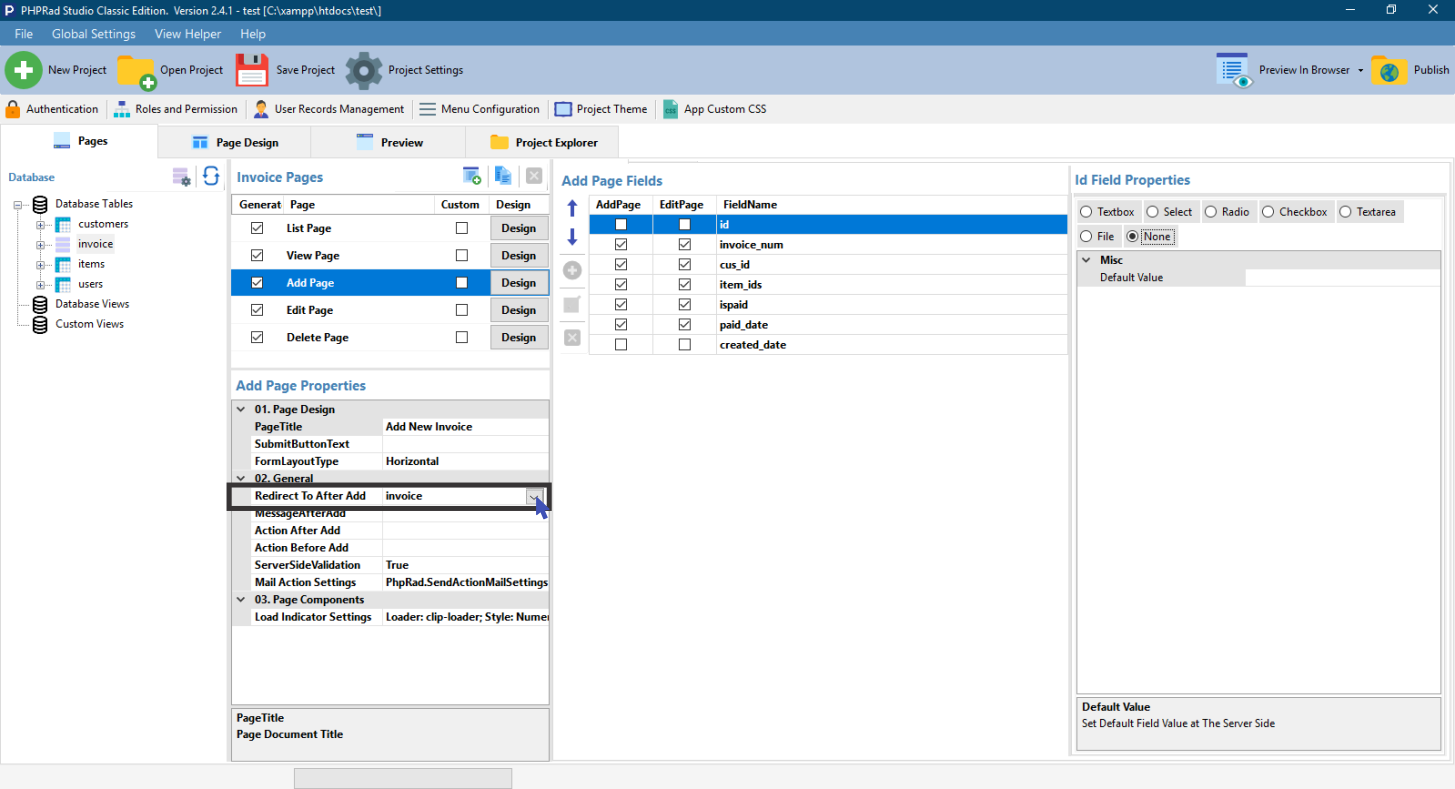 PHPRad Studio Classic Edition. Version 2.4.1 - test [C:\xampp\htdocs\test\]
File Global Settings View Helper Help
New Project Open Project Save Project Project Settings Preview In Browser Publish
Authentication Roles and Permission User Records Management Menu Configuration Project Theme App Custom CSS
Pages Page Design Preview Project Explorer
Database
Database Tables
customers
invoice
items
users
Database Views
Custom Views
Invoice Pages
Generat Page Custom Design
List Page Design
View Page Design
Add Page Design
Edit Page Design
Delete Page Design
Add Page Properties
01. Page Design
PageTitle Add New Invoice
SubmitButtonText
FormLayoutType Horizontal
02. General
Redirect To After Add invoice
MessageAfterAdd
Action After Add
Action Before Add
ServerSideValidation True
Mail Action Settings PhpRad.SendActionMailSettings
03. Page Components
Load Indicator Settings Loader: clip-loader; Style: Numer
PageTitle
Page Document Title
Add Page Fields
AddPage EditPage FieldName
id
invoice_num
cus_id
item_ids
ispaid
paid_date
created_date
Id Field Properties
Textbox Select Radio Checkbox Textarea
File None
Misc
Default Value
Default Value
Set Default Field Value at The Server Side